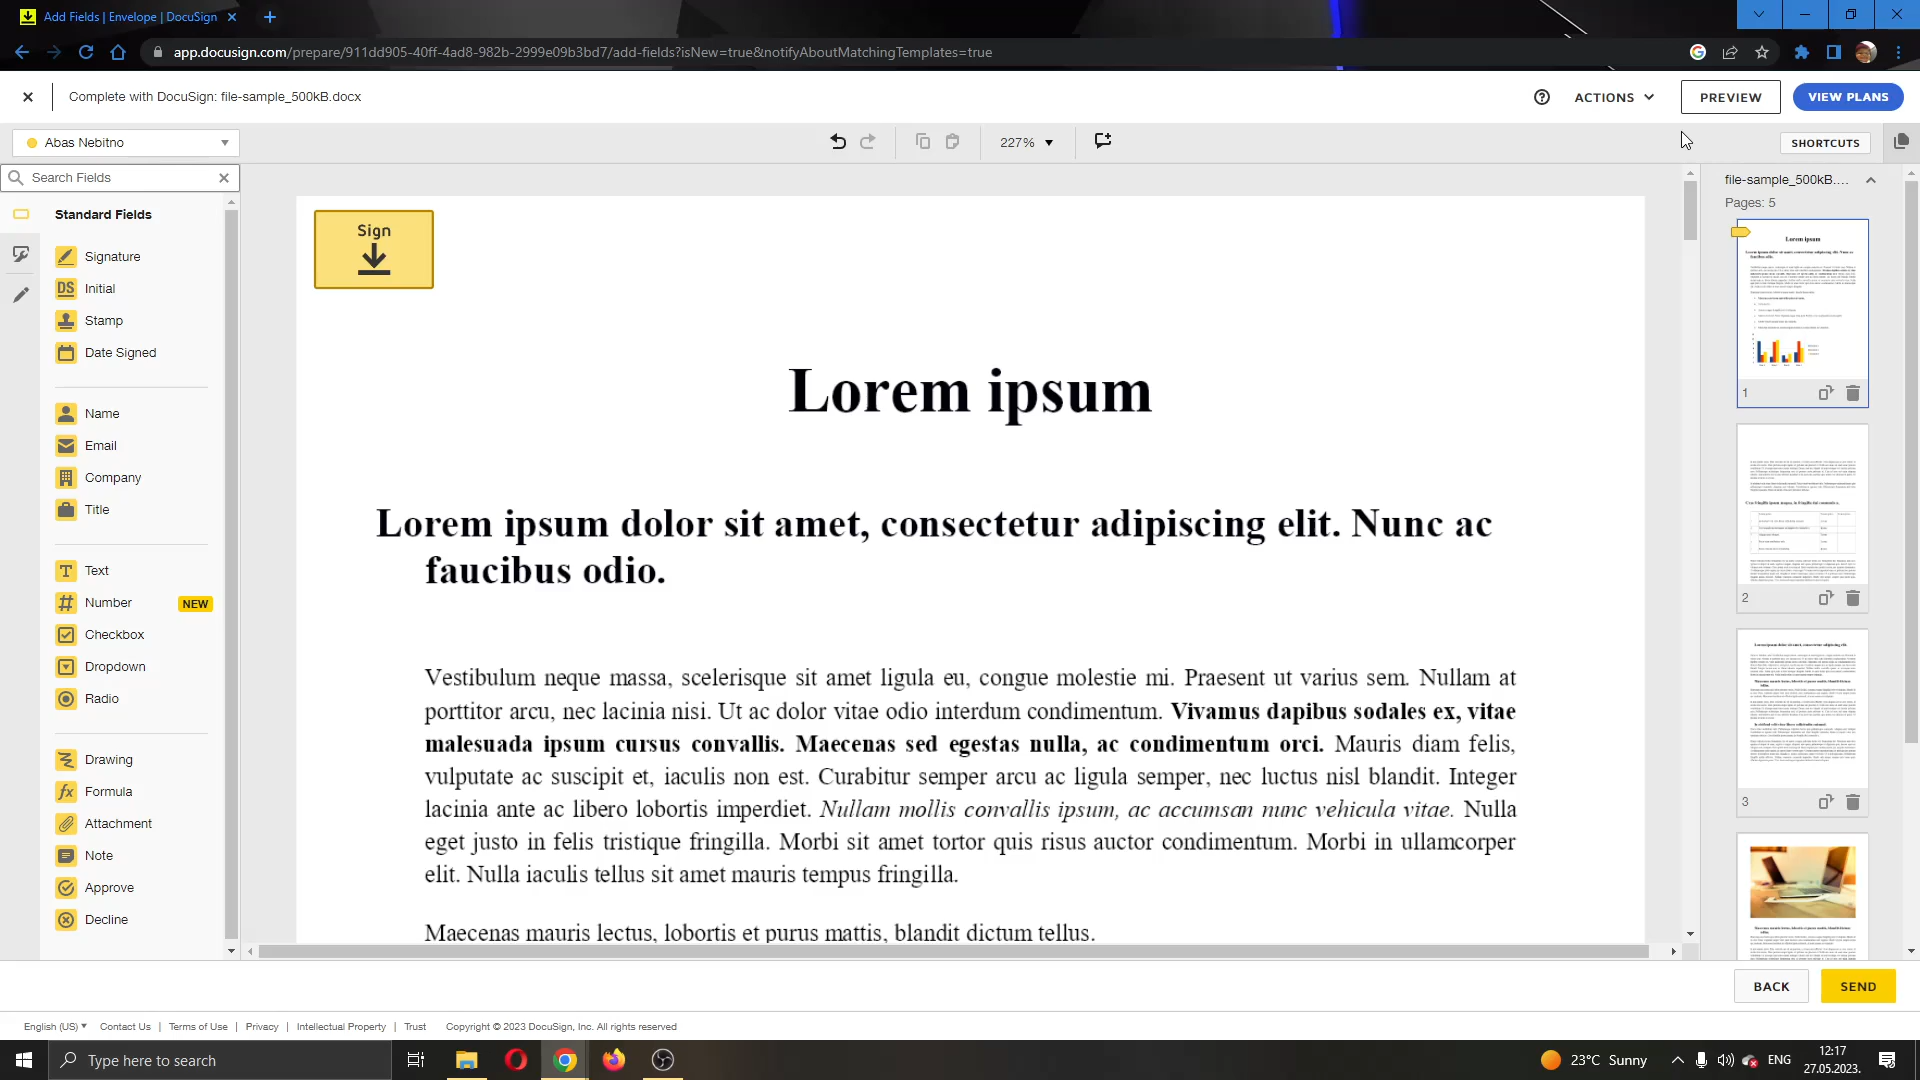 Add Fields | Envelope | DocuSign
app.docusign.com/prepare/911dd905-40ff-4ad8-982b-2999e09b3bd7/add-fields?isNew=true&notifyAboutMatchingTemplates=true
Complete with DocuSign: file-sample_500kB.docx
ACTIONS
PREVIEW
VIEW PLANS
Abas Nebitno
227%
SHORTCUTS
Search Fields
Standard Fields
Signature
DS Initial
Stamp
Date Signed
Name
Email
Company
Title
T Text
Number NEW
Checkbox
Dropdown
Radio
Drawing
fx Formula
Attachment
Note
Approve
Decline
Sign
Lorem ipsum
Lorem ipsum dolor sit amet, consectetur adipiscing elit. Nunc ac
faucibus odio.
Vestibulum neque massa, scelerisque sit amet ligula eu, congue molestie mi. Praesent ut varius sem. Nullam at
porttitor arcu, nec lacinia nisi. Ut ac dolor vitae odio interdum condimentum. Vivamus dapibus sodales ex, vitae
malesuada ipsum cursus convallis. Maecenas sed egestas nulla, ac condimentum orci. Mauris diam felis,
vulputate ac suscipit et, iaculis non est. Curabitur semper arcu ac ligula semper, nec luctus nisl blandit. Integer
lacinia ante ac libero lobortis imperdiet. Nullam mollis convallis ipsum, ac accumsan nunc vehicula vitae. Nulla
eget justo in felis tristique fringilla. Morbi sit amet tortor quis risus auctor condimentum. Morbi in ullamcorper
elit. Nulla iaculis tellus sit amet mauris tempus fringilla.
Maecenas mauris lectus, lobortis et purus mattis, blandit dictum tellus.
file-sample_500kB....
Pages: 5
Lorem ipsum
1
2
3
BACK
SEND
English (US)
Contact Us | Terms of Use | Privacy | Intellectual Property | Trust
Copyright © 2023 DocuSign, Inc. All rights reserved
Type here to search
23°C Sunny
ENG
12:17
27.05.2023.